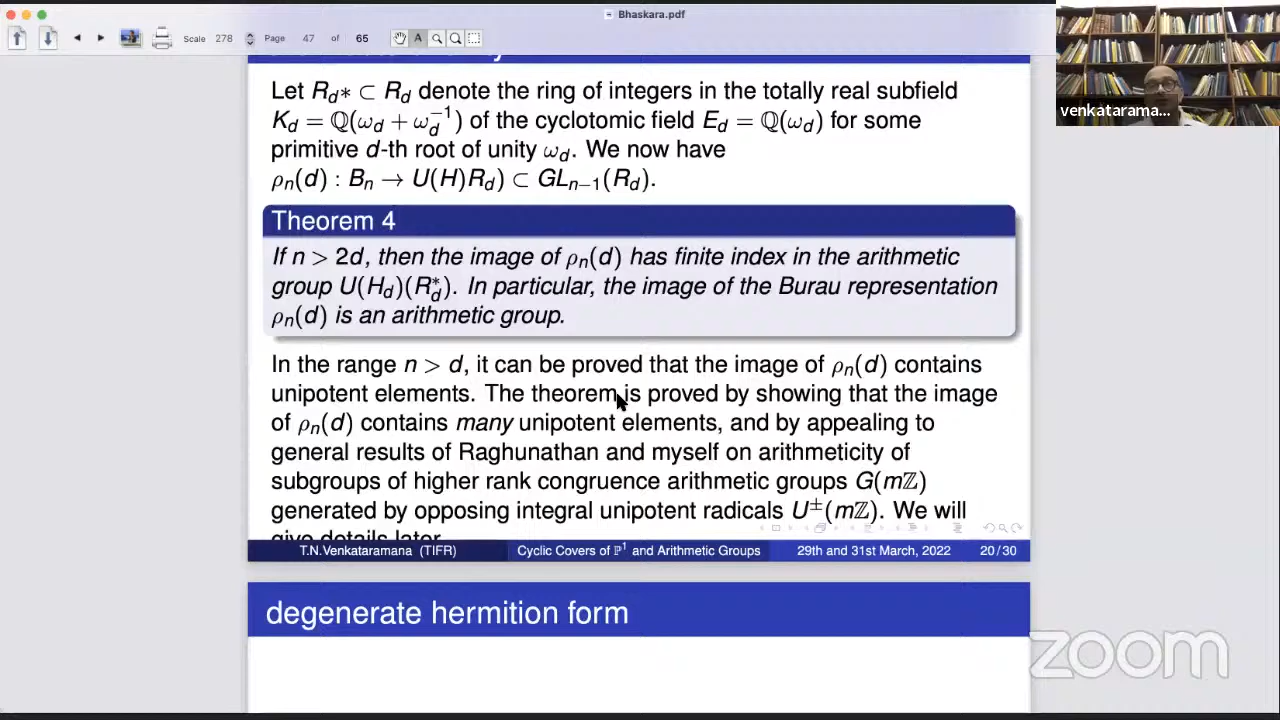 Bhaskara.pdf
Scale 278 Page 47 of 65
venkatarama...
Let R_d* ⊂ R_d denote the ring of integers in the totally real subfield
K_d = ℚ(ω_d + ω_d^{-1}) of the cyclotomic field E_d = ℚ(ω_d) for some
primitive d-th root of unity ω_d. We now have
ρ_n(d) : B_n → U(H)R_d) ⊂ GL_{n-1}(R_d).
Theorem 4
If n > 2d, then the image of ρ_n(d) has finite index in the arithmetic
group U(H_d)(R_d^*). In particular, the image of the Burau representation
ρ_n(d) is an arithmetic group.
In the range n > d, it can be proved that the image of ρ_n(d) contains
unipotent elements. The theorem is proved by showing that the image
of ρ_n(d) contains many unipotent elements, and by appealing to
general results of Raghunathan and myself on arithmeticity of
subgroups of higher rank congruence arithmetic groups G(mℤ)
generated by opposing integral unipotent radicals U^±(mℤ). We will
give details later
T.N.Venkataramana (TIFR) Cyclic Covers of ℙ^1 and Arithmetic Groups 29th and 31st March, 2022 20/30
degenerate hermition form
zoom